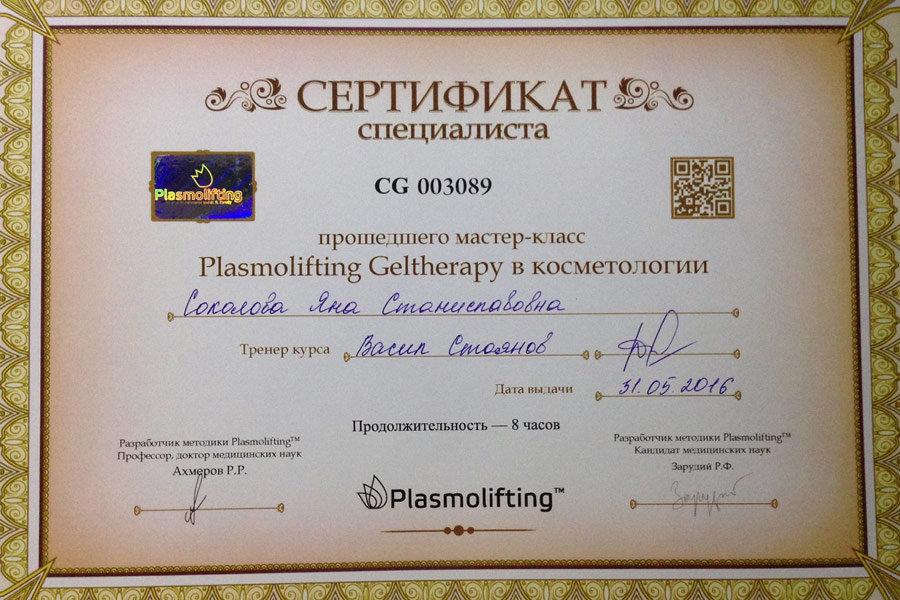 СЕРТИФИКАТ
специалиста
Plasmolifting
CG 003089
прошедшего мастер-класс
Plasmolifting Geltherapy в косметологии
Соколова Яна Станиславовна
Тренер курса Васил Стоянов
Дата выдачи 31.05.2016
Продолжительность — 8 часов
Разработчик методики Plasmolifting™
Профессор, доктор медицинских наук
Ахмеров Р.Р.
Разработчик методики Plasmolifting™
Кандидат медицинских наук
Зарудий Р.Ф.
Plasmolifting™